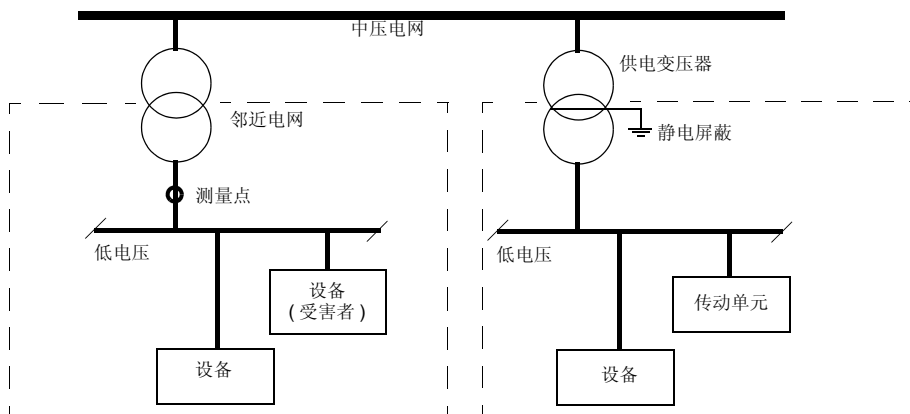 中压电网
供电变压器
邻近电网
静电屏蔽
测量点
低电压
低电压
设备
(受害者)
传动单元
设备
设备